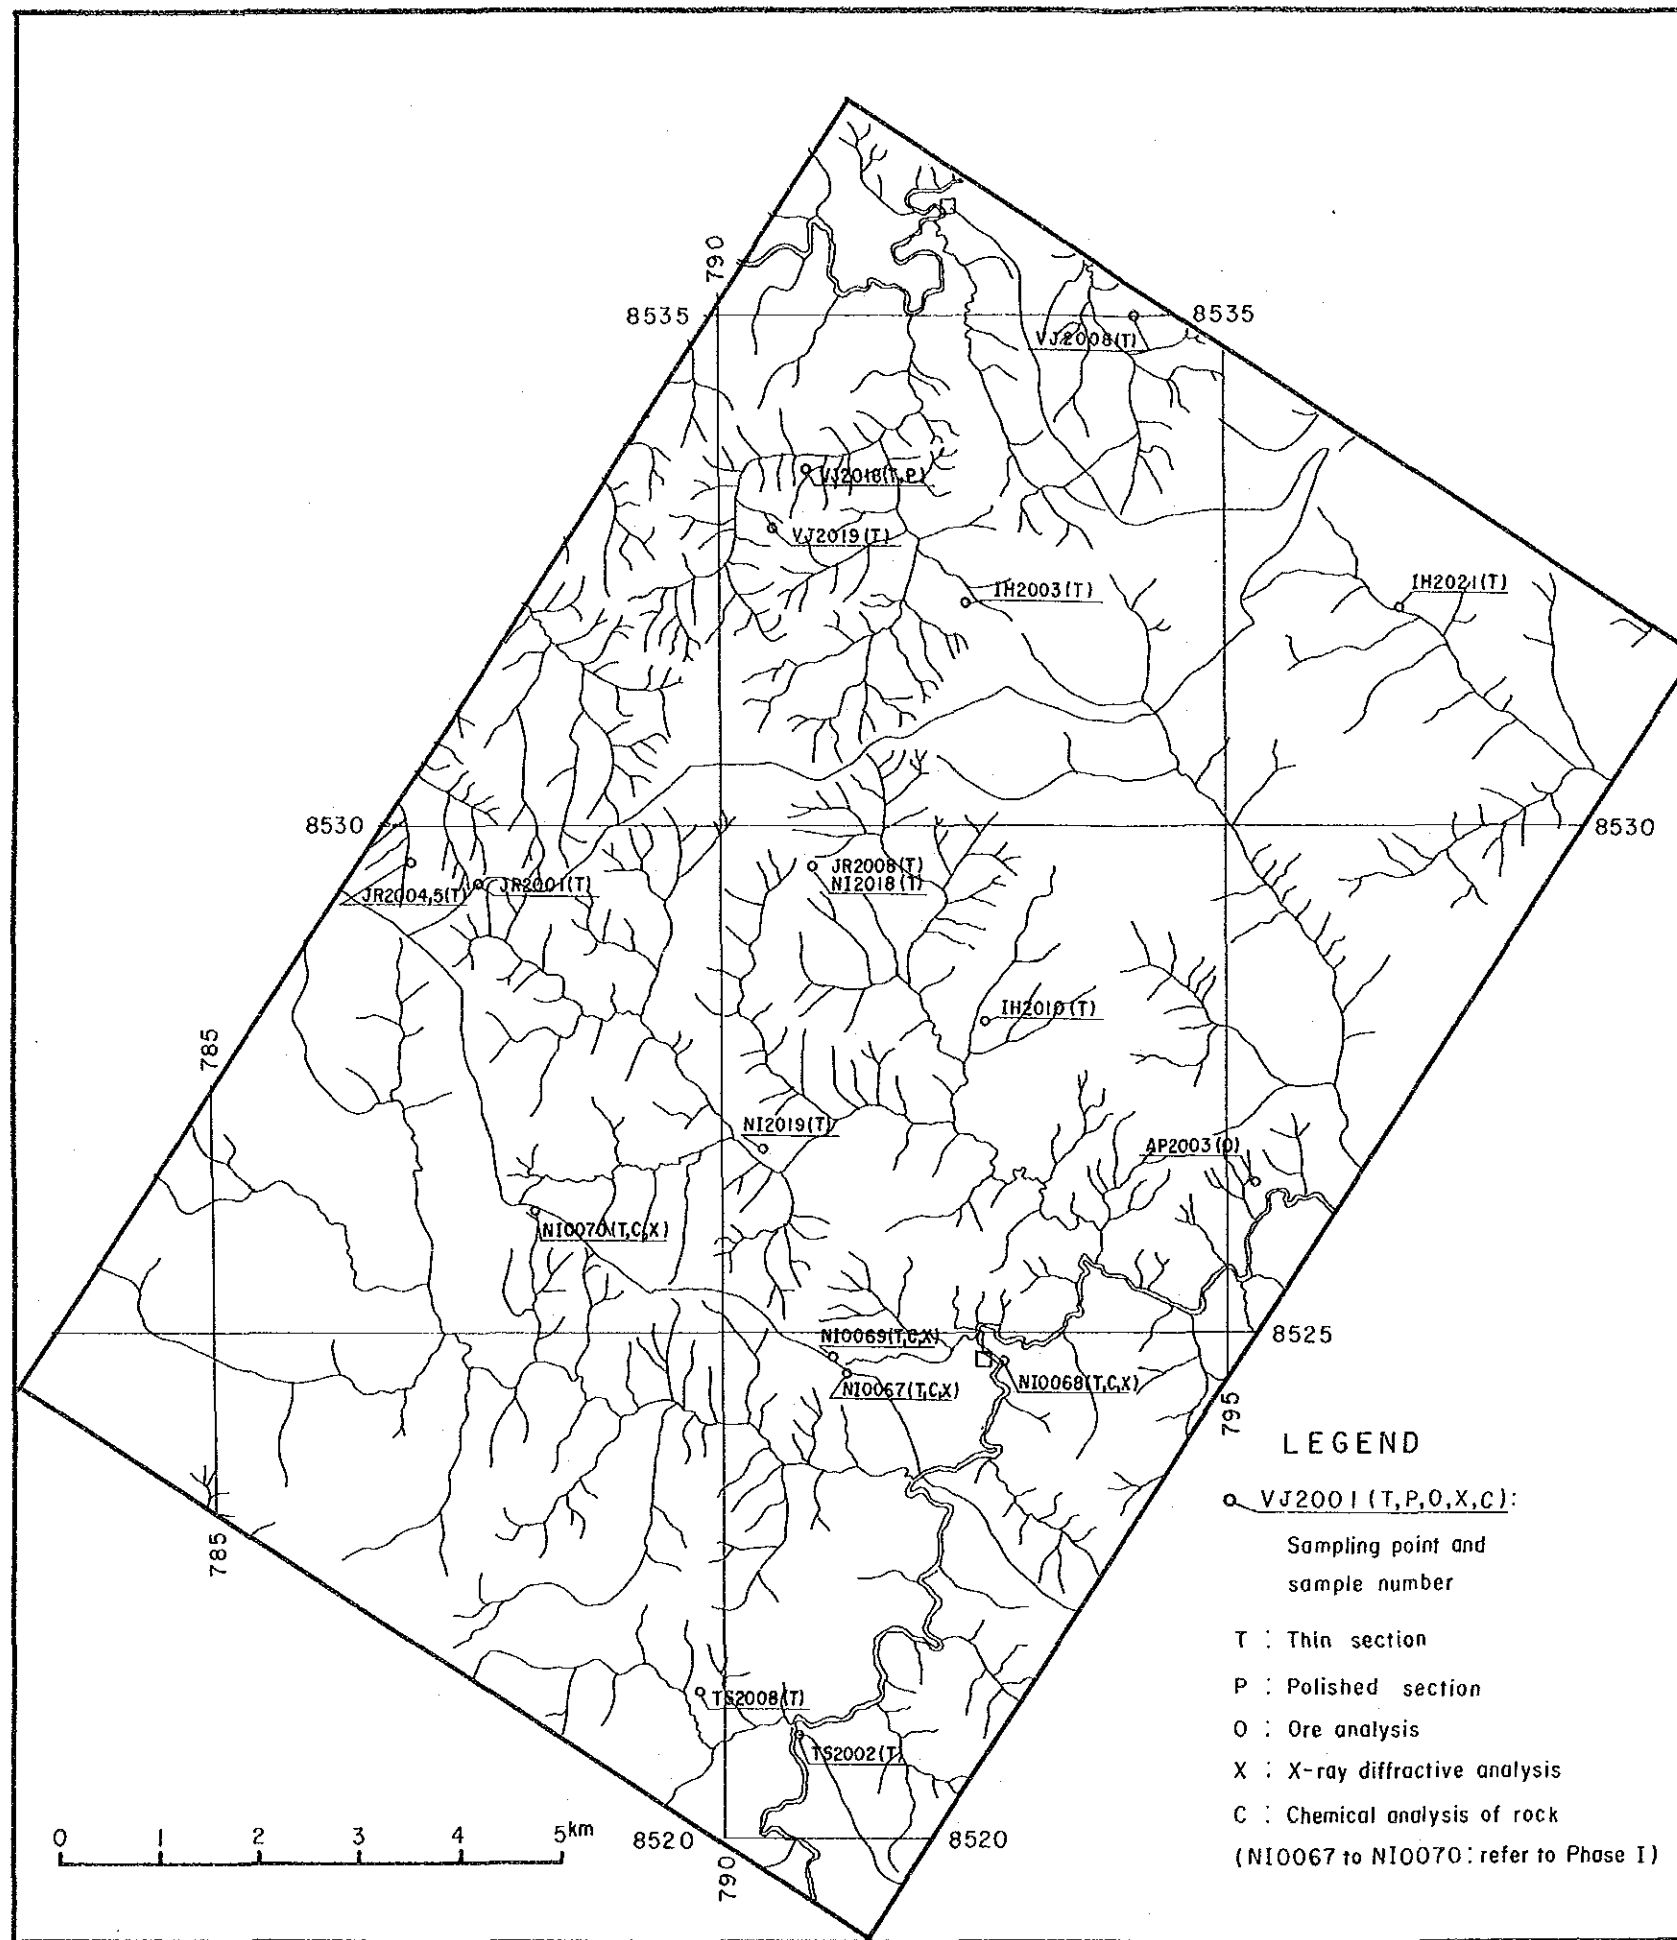 790
8535
8535
VJ2008(T)
VJ2018(T,P)
VJ2019(T)
IH2003(T)
IH2021(T)
8530
8530
JR2008(T)
NI2018(T)
JR2004,5(T)
JR2001(T)
IH2010(T)
785
NI2019(T)
AP2003(O)
NI0070(T,C,X)
8525
NI0069(T,C,X)
NI0067(T,C,X)
NI0068(T,C,X)
795
LEGEND
VJ2001(T,P,O,X,C):
Sampling point and
sample number
785
T : Thin section
P : Polished section
TS2008(T)
O : Ore analysis
TS2002(T)
X : X-ray diffractive analysis
C : Chemical analysis of rock
0 1 2 3 4 5km
8520
8520
(NI0067 to NI0070: refer to Phase I)
790